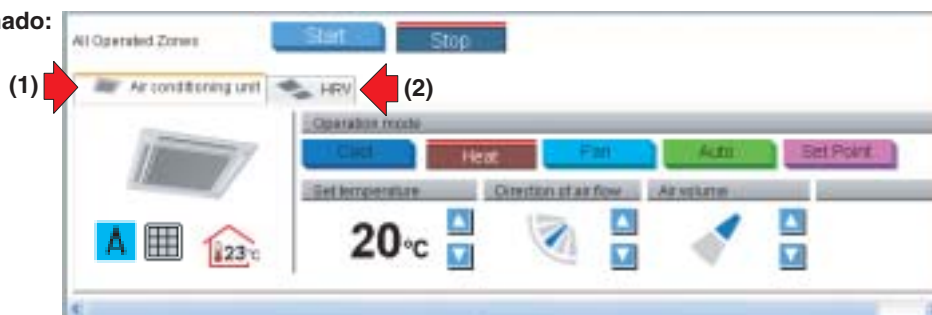 nado:
All Operated Zones Start Stop
(1) Air conditioning unit HRV (2)
Operation mode
Cool Heat Fan Auto Set Point
Set temperature Direction of air flow Air volume
20°C
A 23°C